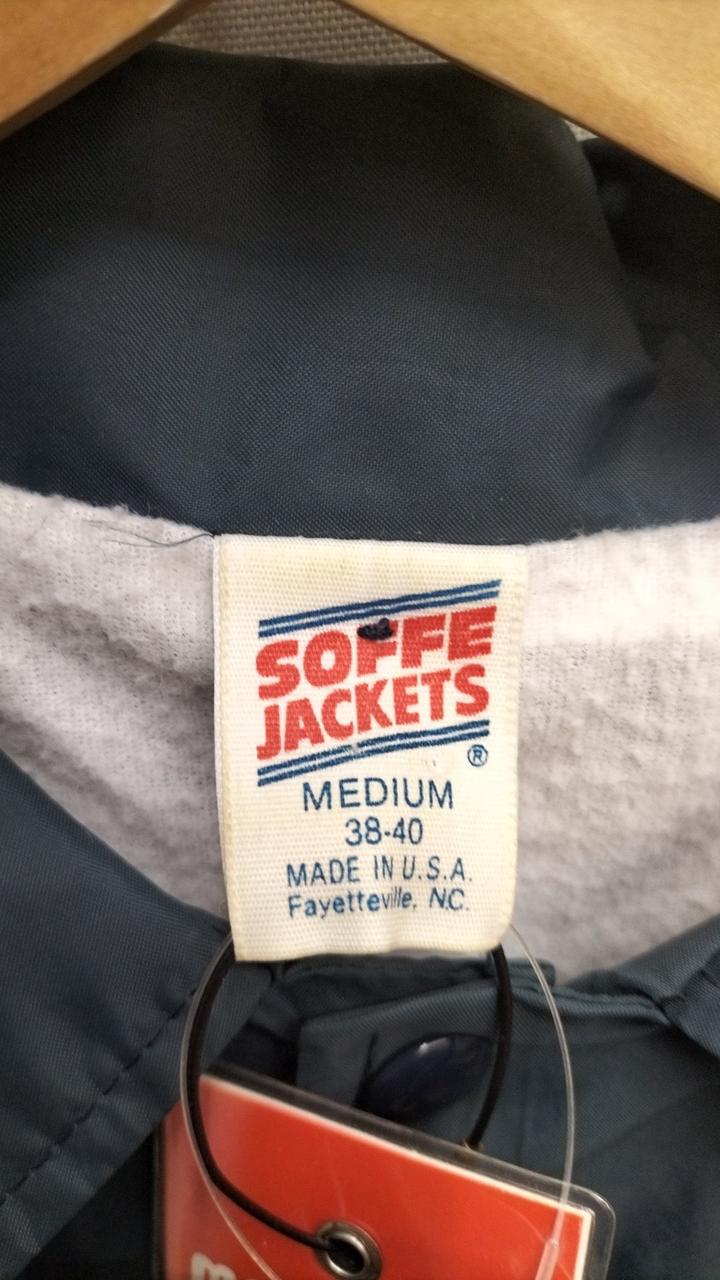 SOFFE
JACKETS
®
MEDIUM
38-40
MADE IN U.S.A.
Fayetteville, N.C.